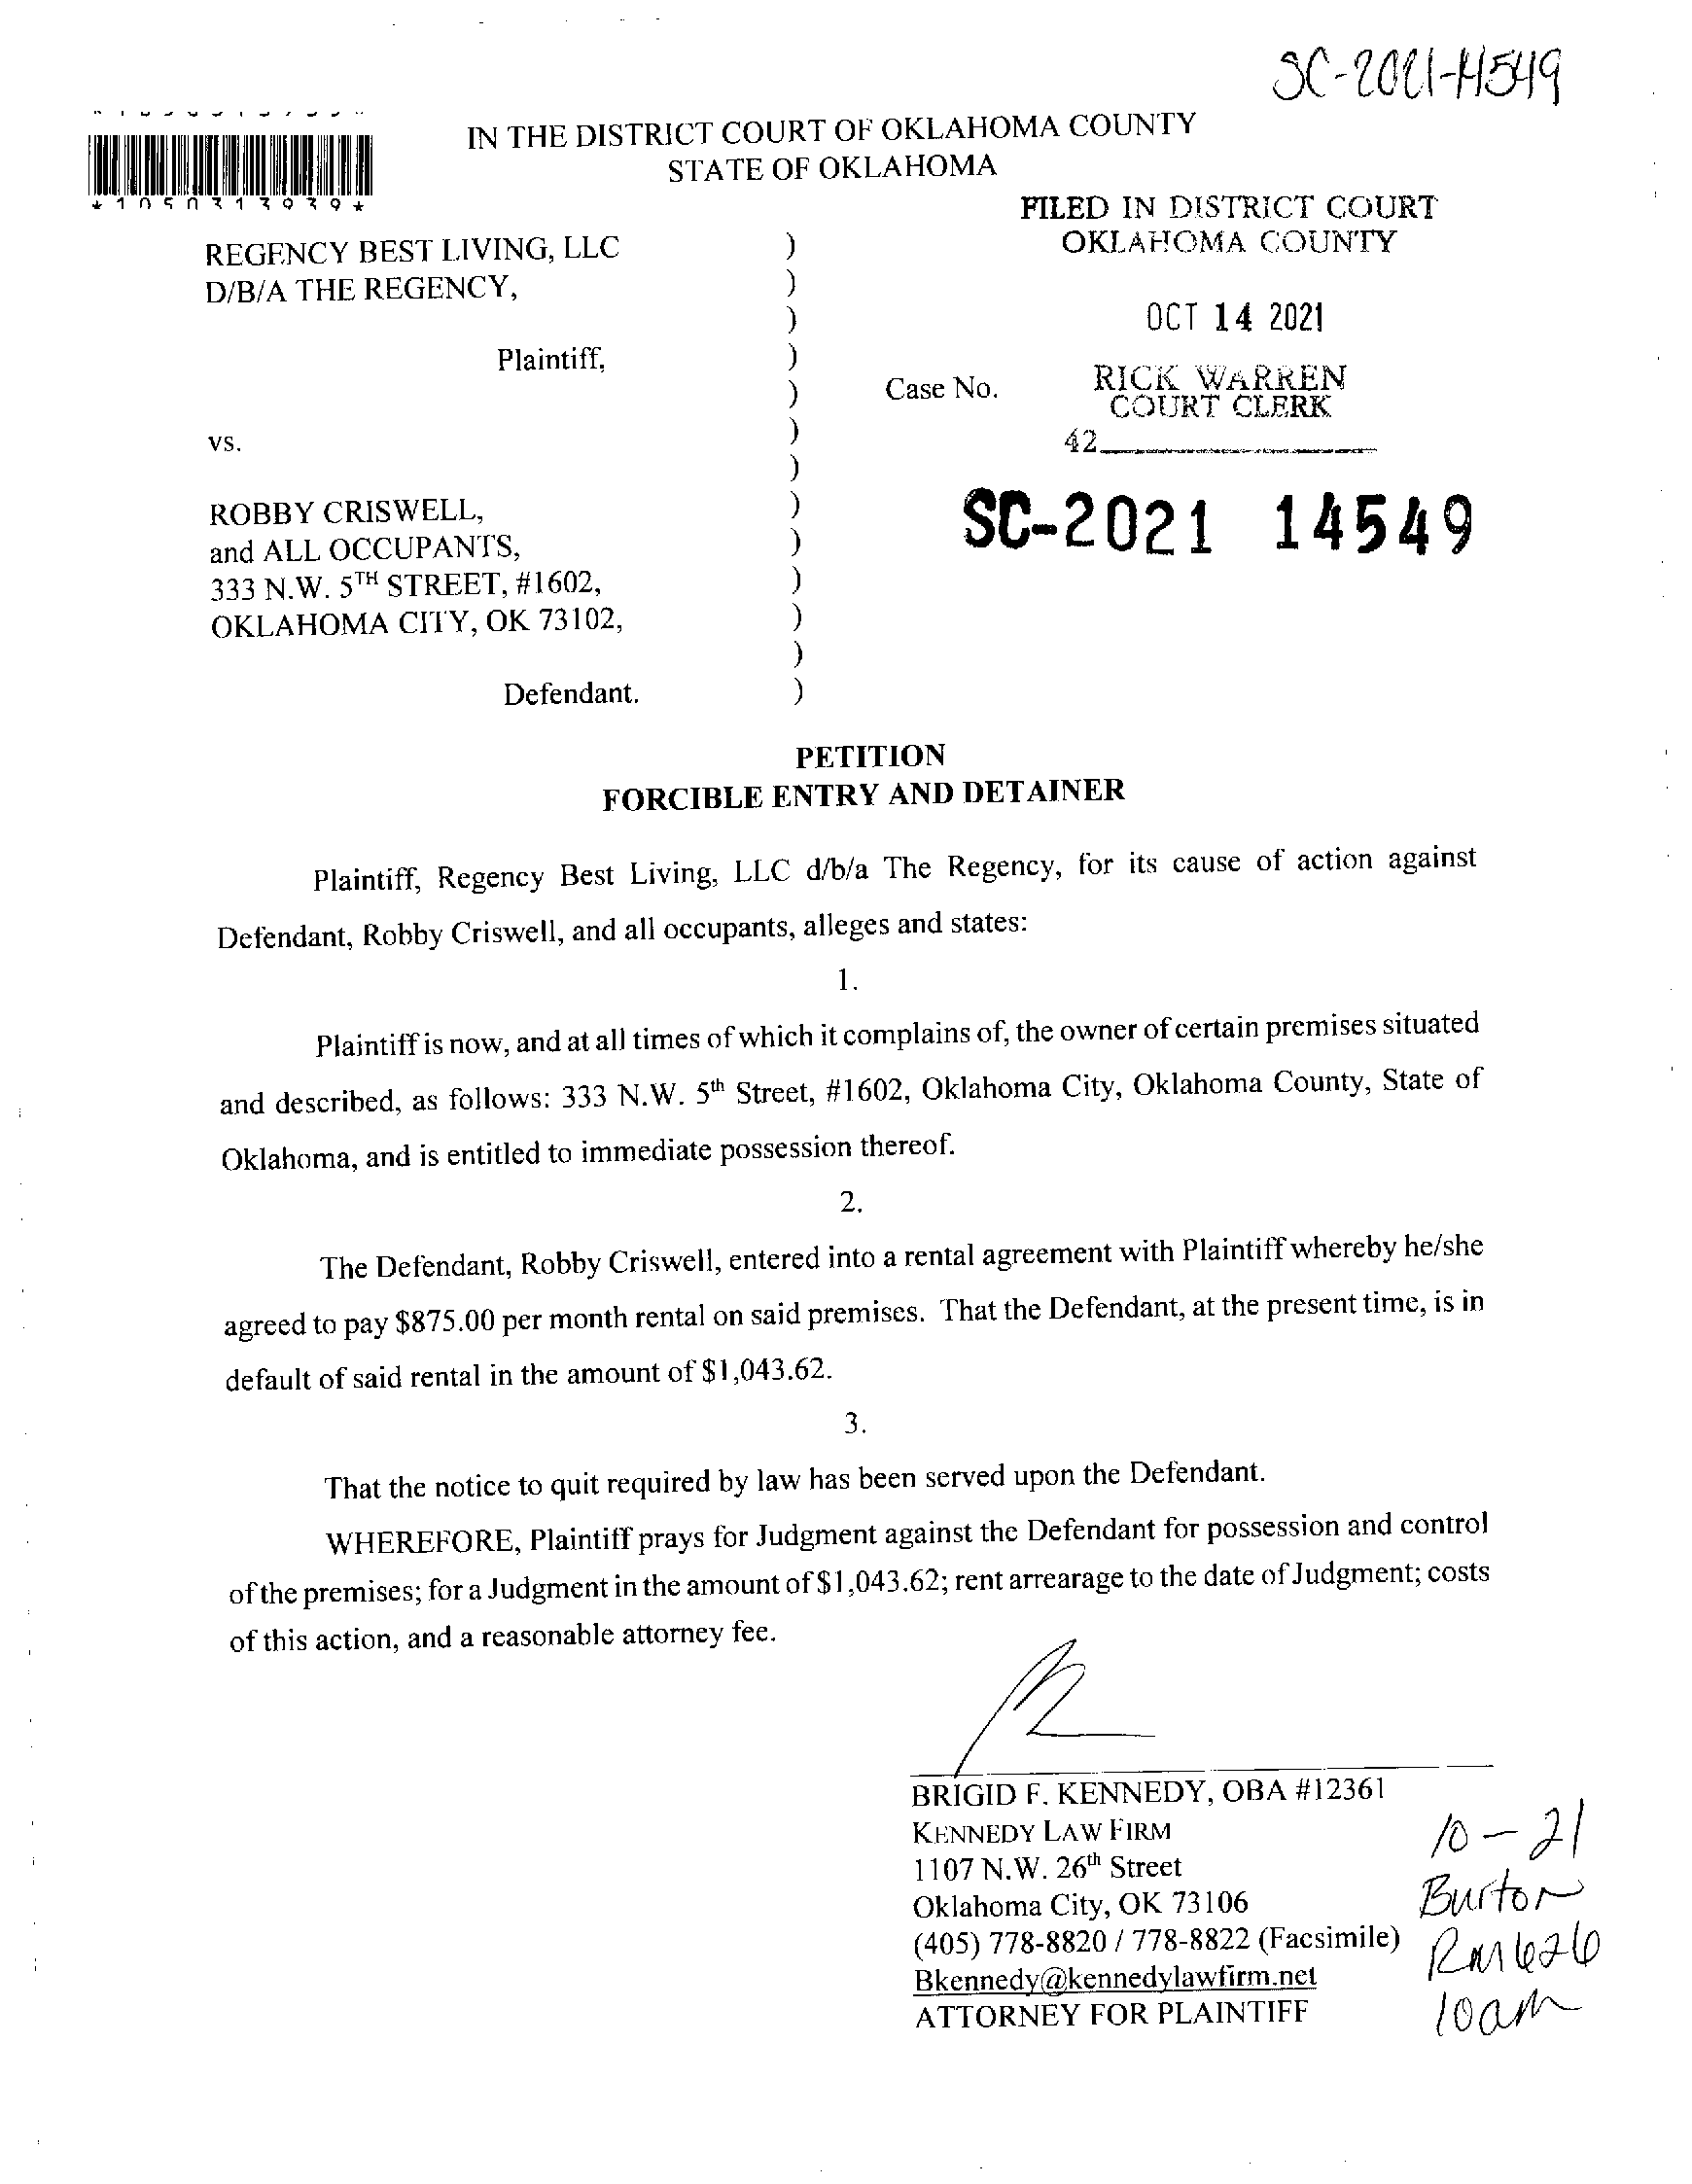 SC-2021-14549
IN THE DISTRICT COURT OF OKLAHOMA COUNTY
STATE OF OKLAHOMA
*1050313939*
FILED IN DISTRICT COURT
OKLAHOMA COUNTY
REGENCY BEST LIVING, LLC )
D/B/A THE REGENCY, )
)
OCT 14 2021
Plaintiff, )
) Case No.
RICK WARREN
COURT CLERK
vs. )
42
)
ROBBY CRISWELL, )
SC-2021 14549
and ALL OCCUPANTS, )
333 N.W. 5TH STREET, #1602, )
OKLAHOMA CITY, OK 73102, )
)
Defendant. )
PETITION
FORCIBLE ENTRY AND DETAINER
Plaintiff, Regency Best Living, LLC d/b/a The Regency, for its cause of action against
Defendant, Robby Criswell, and all occupants, alleges and states:
1.
Plaintiff is now, and at all times of which it complains of, the owner of certain premises situated
and described, as follows: 333 N.W. 5th Street, #1602, Oklahoma City, Oklahoma County, State of
Oklahoma, and is entitled to immediate possession thereof.
2.
The Defendant, Robby Criswell, entered into a rental agreement with Plaintiff whereby he/she
agreed to pay $875.00 per month rental on said premises. That the Defendant, at the present time, is in
default of said rental in the amount of $1,043.62.
3.
That the notice to quit required by law has been served upon the Defendant.
WHEREFORE, Plaintiff prays for Judgment against the Defendant for possession and control
of the premises; for a Judgment in the amount of $1,043.62; rent arrearage to the date of Judgment; costs
of this action, and a reasonable attorney fee.
BRIGID F. KENNEDY, OBA #12361
KENNEDY LAW FIRM
1107 N.W. 26th Street
Oklahoma City, OK 73106
(405) 778-8820 / 778-8822 (Facsimile)
Bkennedy@kennedylawfirm.net
ATTORNEY FOR PLAINTIFF
10-21
Burton
Rm 626
10am